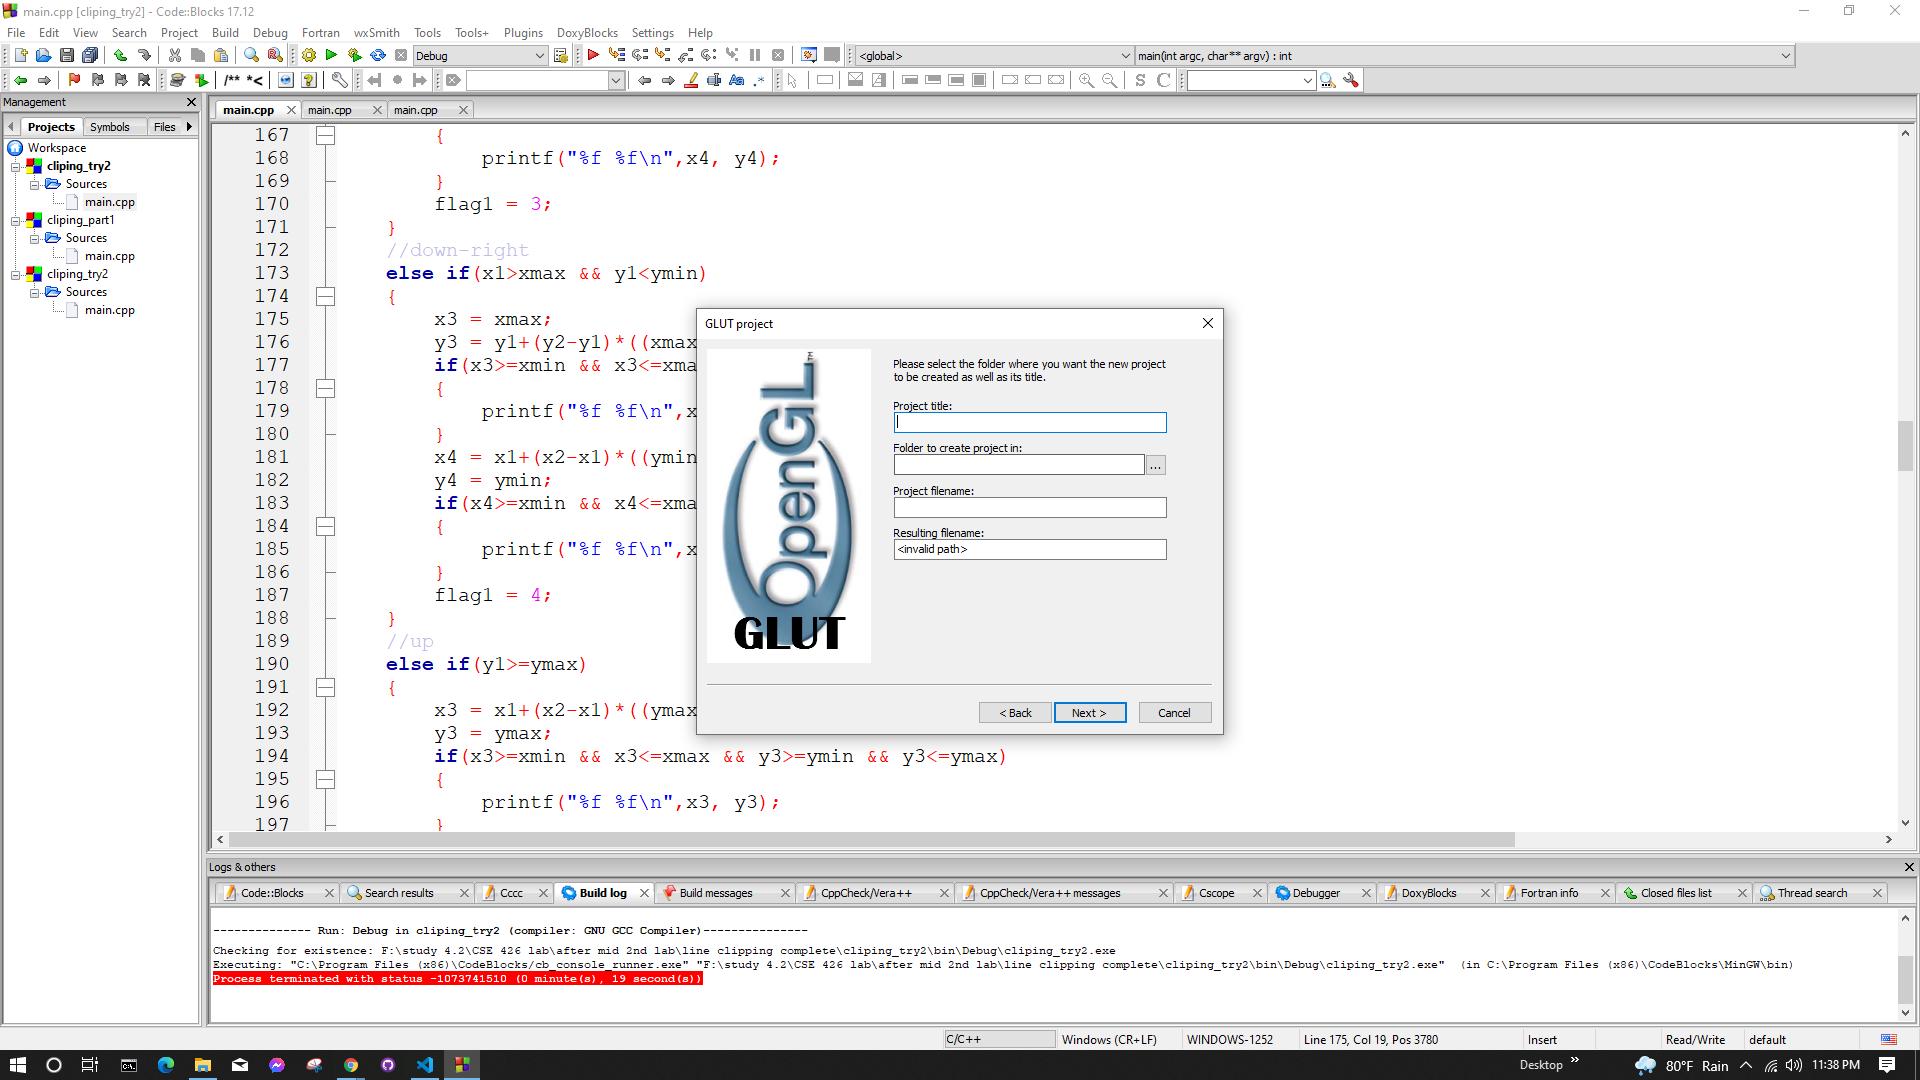 main.cpp [cliping_try2] - Code::Blocks 17.12
File Edit View Search Project Build Debug Fortran wxSmith Tools Tools+ Plugins DoxyBlocks Settings Help
Debug <global> main(int argc, char** argv) : int
/** *< Aa .* S C
Management
main.cpp main.cpp main.cpp
Projects Symbols Files
Workspace
cliping_try2
Sources
main.cpp
cliping_part1
Sources
main.cpp
cliping_try2
Sources
main.cpp
167 {
168 printf("%f %f\n",x4, y4);
169 }
170 flag1 = 3;
171 }
172 //down-right
173 else if(x1>xmax && y1<ymin)
174 {
175 x3 = xmax;
176 y3 = y1+(y2-y1)*((xmax
177 if(x3>=xmin && x3<=xma
178 {
179 printf("%f %f\n",x
180 }
181 x4 = x1+(x2-x1)*((ymin
182 y4 = ymin;
183 if(x4>=xmin && x4<=xma
184 {
185 printf("%f %f\n",x
186 }
187 flag1 = 4;
188 }
189 //up
190 else if(y1>=ymax)
191 {
192 x3 = x1+(x2-x1)*((ymax
193 y3 = ymax;
194 if(x3>=xmin && x3<=xmax && y3>=ymin && y3<=ymax)
195 {
196 printf("%f %f\n",x3, y3);
197 }
GLUT project
OpenGL™
GLUT
Please select the folder where you want the new project
to be created as well as its title.
Project title:
Folder to create project in:
...
Project filename:
Resulting filename:
<invalid path>
< Back Next > Cancel
Logs & others
Code::Blocks Search results Cccc Build log Build messages CppCheck/Vera++ CppCheck/Vera++ messages Cscope Debugger DoxyBlocks Fortran info Closed files list Thread search
-------------- Run: Debug in cliping_try2 (compiler: GNU GCC Compiler)---------------
Checking for existence: F:\study 4.2\CSE 426 lab\after mid 2nd lab\line clipping complete\cliping_try2\bin\Debug\cliping_try2.exe
Executing: "C:\Program Files (x86)\CodeBlocks/cb_console_runner.exe" "F:\study 4.2\CSE 426 lab\after mid 2nd lab\line clipping complete\cliping_try2\bin\Debug\cliping_try2.exe" (in C:\Program Files (x86)\CodeBlocks\MinGW\bin)
Process terminated with status -1073741510 (0 minute(s), 19 second(s))
C/C++ Windows (CR+LF) WINDOWS-1252 Line 175, Col 19, Pos 3780 Insert Read/Write default
Desktop » 80°F Rain 11:38 PM